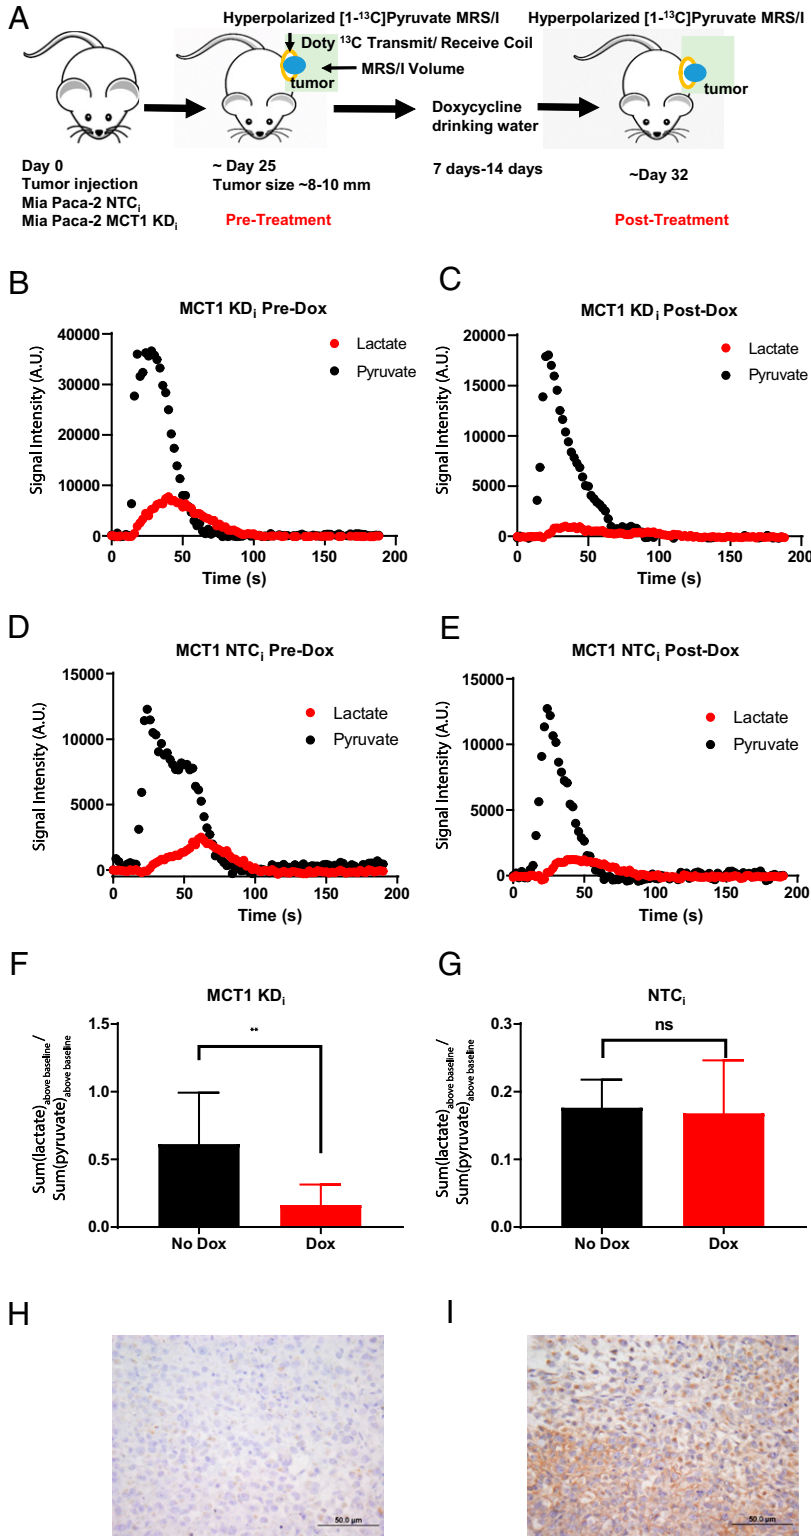 A
Hyperpolarized [1-¹³C]Pyruvate MRS/I
Hyperpolarized [1-¹³C]Pyruvate MRS/I
Doty ¹³C Transmit/ Receive Coil
MRS/I Volume
tumor
tumor
Doxycycline
drinking water
Day 0
Tumor injection
Mia Paca-2 NTCᵢ
Mia Paca-2 MCT1 KDᵢ
~ Day 25
Tumor size ~8-10 mm
7 days-14 days
~Day 32
Pre-Treatment
Post-Treatment
B
MCT1 KDᵢ Pre-Dox
Signal Intensity (A.U.)
40000
30000
20000
10000
0
Lactate
Pyruvate
0 50 100 150 200
Time (s)
C
MCT1 KDᵢ Post-Dox
Signal Intensity (A.U.)
20000
15000
10000
5000
0
Lactate
Pyruvate
0 50 100 150 200
Time (s)
D
MCT1 NTCᵢ Pre-Dox
Signal Intensity (A.U.)
15000
10000
5000
0
Lactate
Pyruvate
0 50 100 150 200
Time (s)
E
MCT1 NTCᵢ Post-Dox
Signal Intensity (A.U.)
15000
10000
5000
0
Lactate
Pyruvate
0 50 100 150 200
Time (s)
F
MCT1 KDᵢ
Sum(lactate)above baseline /
Sum(pyruvate)above baseline
1.5
1.0
0.5
0.0
**
No Dox
Dox
G
NTCᵢ
Sum(lactate)above baseline /
Sum(pyruvate)above baseline
0.3
0.2
0.1
0.0
ns
No Dox
Dox
H
50.0 µm
I
50.0 µm